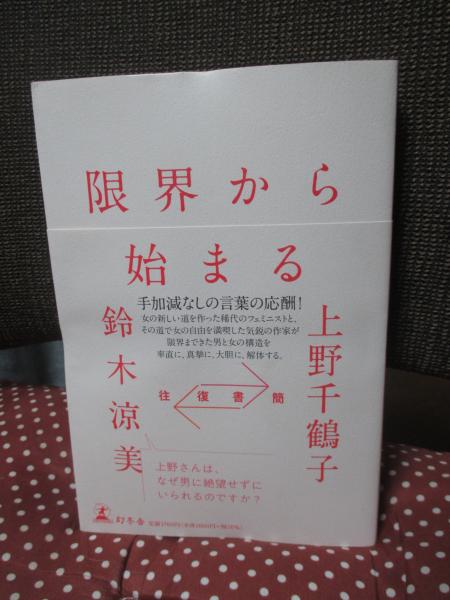 限界から
始まる
手加減なしの言葉の応酬!
女の新しい道を作った稀代のフェミニストと、
その道で女の自由を満喫した気鋭の作家が
限界まできた男と女の構造を
率直に、真摯に、大胆に、解体する。
上野千鶴子
鈴木涼美
往復書簡
上野さんは、
なぜ男に絶望せずに
いられるのですか?
幻冬舎